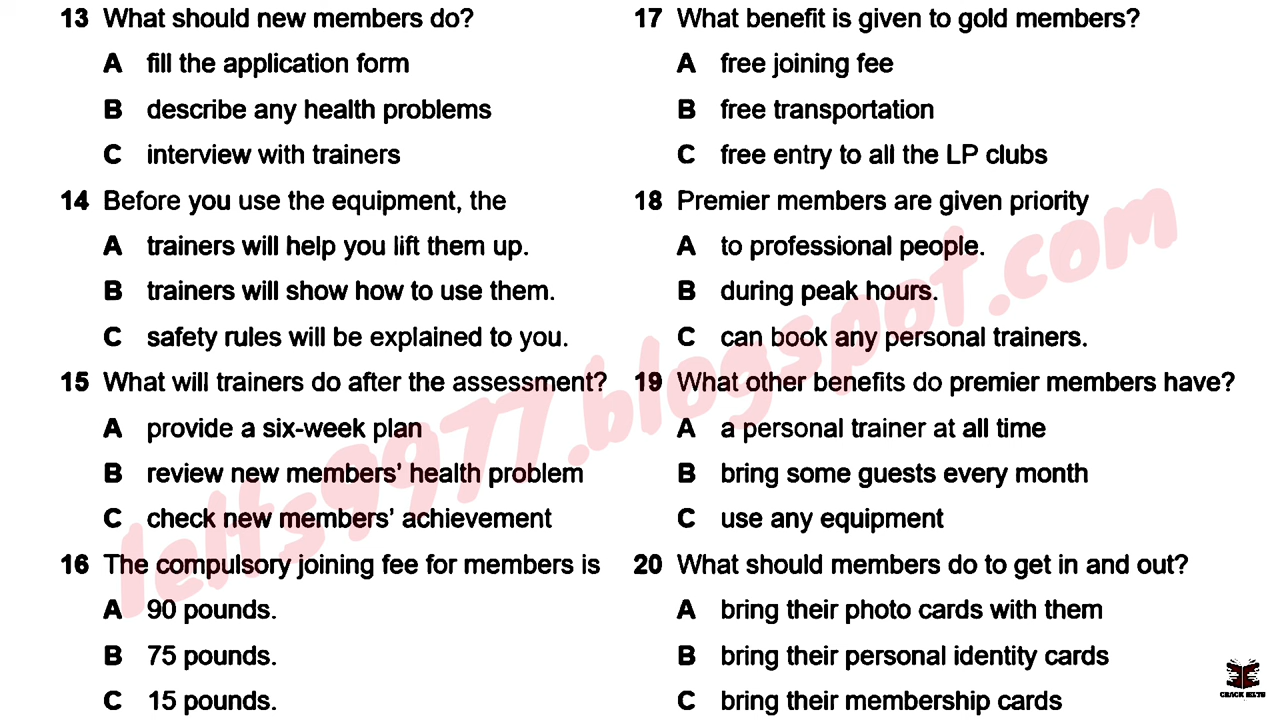 13 What should new members do?
A fill the application form
B describe any health problems
C interview with trainers
14 Before you use the equipment, the
A trainers will help you lift them up.
B trainers will show how to use them.
C safety rules will be explained to you.
15 What will trainers do after the assessment?
A provide a six-week plan
B review new members' health problem
C check new members' achievement
16 The compulsory joining fee for members is
A 90 pounds.
B 75 pounds.
C 15 pounds.
17 What benefit is given to gold members?
A free joining fee
B free transportation
C free entry to all the LP clubs
18 Premier members are given priority
A to professional people.
B during peak hours.
C can book any personal trainers.
19 What other benefits do premier members have?
A a personal trainer at all time
B bring some guests every month
C use any equipment
20 What should members do to get in and out?
A bring their photo cards with them
B bring their personal identity cards
C bring their membership cards
Ielts9977.blogspot.com
CRACK IELTS